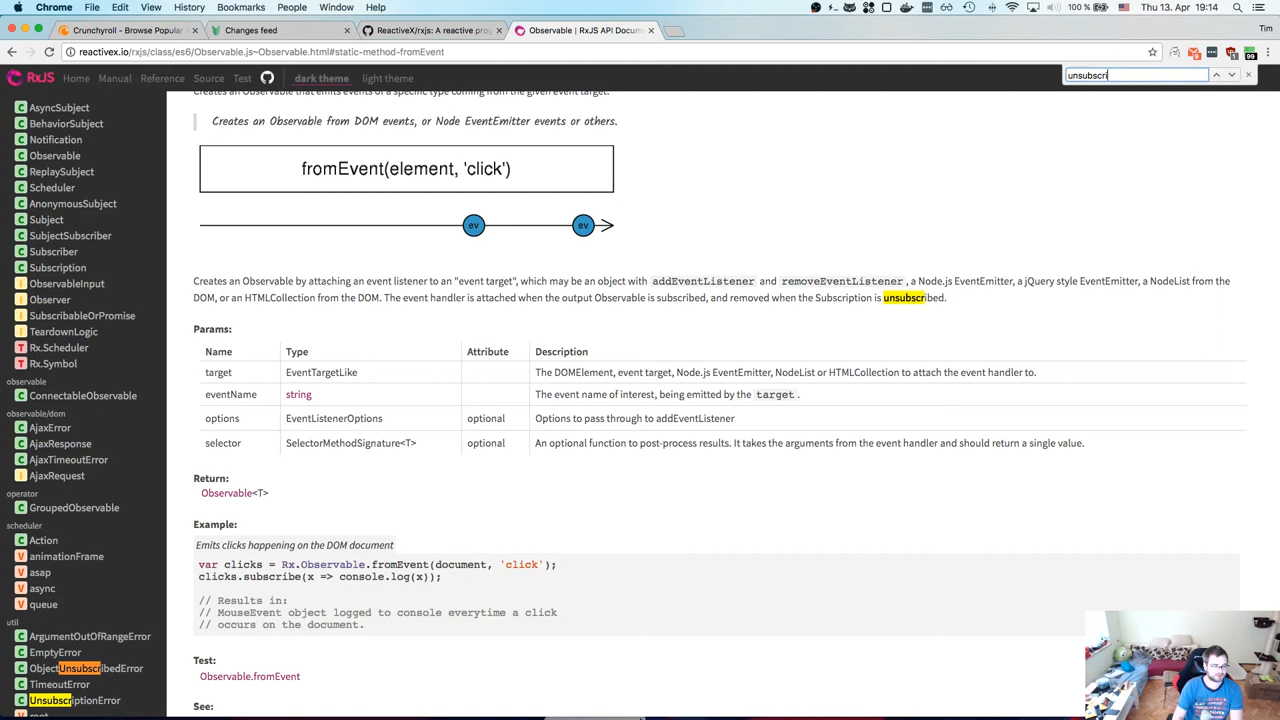 Chrome File Edit View History Bookmarks People Window Help 100 % Thu 13. Apr 19:14
Crunchyroll - Browse Popular Changes feed ReactiveX/rxjs: A reactive prog Observable | RxJS API Docume Tim
reactivex.io/rxjs/class/es6/Observable.js~Observable.html#static-method-fromEvent
RxJS Home Manual Reference Source Test dark theme light theme unsubscri
AsyncSubject
BehaviorSubject
Notification
Observable
ReplaySubject
Scheduler
AnonymousSubject
Subject
SubjectSubscriber
Subscriber
Subscription
ObservableInput
Observer
SubscribableOrPromise
TeardownLogic
Rx.Scheduler
Rx.Symbol
observable
ConnectableObservable
observable/dom
AjaxError
AjaxResponse
AjaxTimeoutError
AjaxRequest
operator
GroupedObservable
scheduler
Action
animationFrame
asap
async
queue
util
ArgumentOutOfRangeError
EmptyError
ObjectUnsubscribedError
TimeoutError
UnsubscriptionError
root
Creates an Observable that emits events of a specific type coming from the given event target.
Creates an Observable from DOM events, or Node EventEmitter events or others.
fromEvent(element, 'click')
ev ev
Creates an Observable by attaching an event listener to an "event target", which may be an object with addEventListener and removeEventListener, a Node.js EventEmitter, a jQuery style EventEmitter, a NodeList from the
DOM, or an HTMLCollection from the DOM. The event handler is attached when the output Observable is subscribed, and removed when the Subscription is unsubscribed.
Params:
Name Type Attribute Description
target EventTargetLike The DOMElement, event target, Node.js EventEmitter, NodeList or HTMLCollection to attach the event handler to.
eventName string The event name of interest, being emitted by the target.
options EventListenerOptions optional Options to pass through to addEventListener
selector SelectorMethodSignature<T> optional An optional function to post-process results. It takes the arguments from the event handler and should return a single value.
Return:
Observable<T>
Example:
Emits clicks happening on the DOM document
var clicks = Rx.Observable.fromEvent(document, 'click');
clicks.subscribe(x => console.log(x));
// Results in:
// MouseEvent object logged to console everytime a click
// occurs on the document.
Test:
Observable.fromEvent
See: